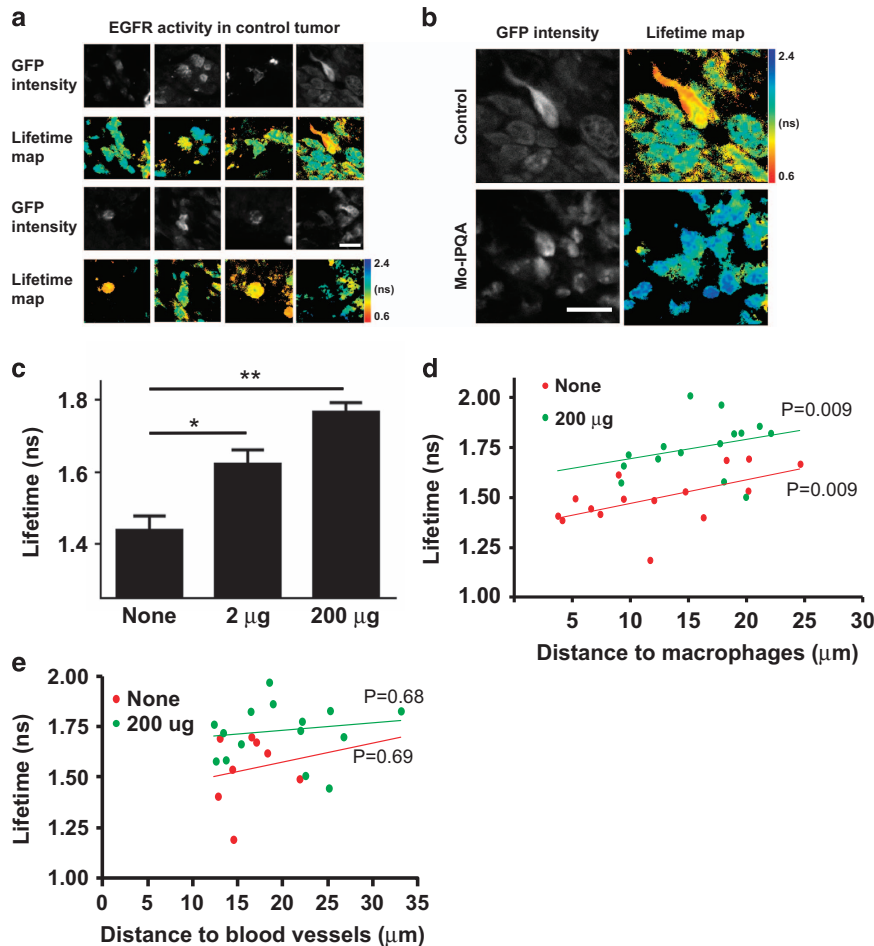 a
EGFR activity in control tumor
GFP
intensity
Lifetime
map
GFP
intensity
Lifetime
map
2.4
(ns)
0.6
b
GFP intensity
Lifetime map
Control
Mo-IPQA
2.4
(ns)
0.6
c
Lifetime (ns)
1.8
1.6
1.4
*
**
None
2 μg
200 μg
d
Lifetime (ns)
2.00
1.75
1.50
1.25
1.00
None
200 μg
P=0.009
P=0.009
5
10
15
20
25
30
Distance to macrophages (μm)
e
Lifetime (ns)
2.00
1.75
1.50
1.25
1.00
None
200 ug
P=0.68
P=0.69
0
5
10
15
20
25
30
35
Distance to blood vessels (μm)